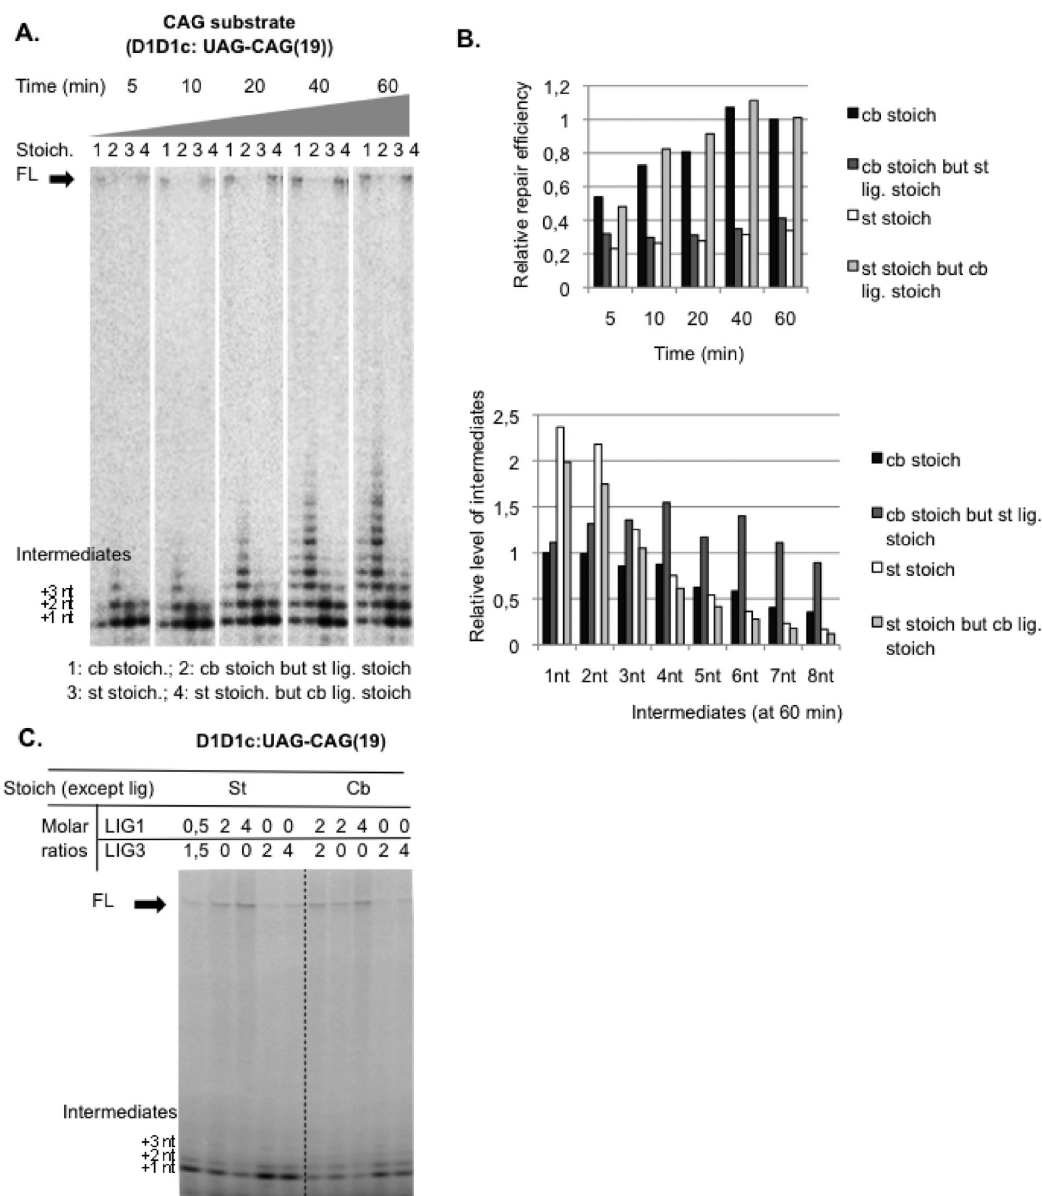 A.
CAG substrate
(D1D1c: UAG-CAG(19))
Time (min) 5 10 20 40 60
Stoich. 1 2 3 4 1 2 3 4 1 2 3 4 1 2 3 4 1 2 3 4
FL
Intermediates
+3 nt
+2 nt
+1 nt
1: cb stoich.; 2: cb stoich but st lig. stoich
3: st stoich.; 4: st stoich. but cb lig. stoich
B.
Relative repair efficiency
1,2
1
0,8
0,6
0,4
0,2
0
5 10 20 40 60
Time (min)
cb stoich
cb stoich but st
lig. stoich
st stoich
st stoich but cb
lig. stoich
Relative level of intermediates
2,5
2
1,5
1
0,5
0
1nt 2nt 3nt 4nt 5nt 6nt 7nt 8nt
Intermediates (at 60 min)
cb stoich
cb stoich but st lig.
stoich
st stoich
st stoich but cb lig.
stoich
C.
D1D1c:UAG-CAG(19)
Stoich (except lig) St Cb
Molar LIG1 0,5 2 4 0 0 2 2 4 0 0
ratios LIG3 1,5 0 0 2 4 2 0 0 2 4
FL
Intermediates
+3 nt
+2 nt
+1 nt